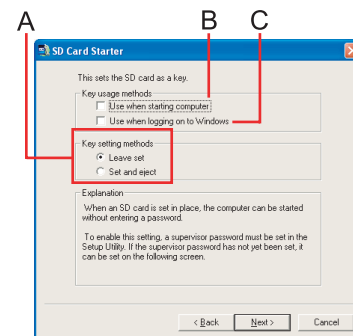 A
B
C
SD Card Starter
This sets the SD card as a key.
Key usage methods
Use when starting computer
Use when logging on to Windows
Key setting methods
Leave set
Set and eject
Explanation
When an SD card is set in place, the computer can be started
without entering a password.
To enable this setting, a supervisor password must be set in the
Setup Utility. If the supervisor password has not yet been set, it
can be set on the following screen.
< Back
Next >
Cancel